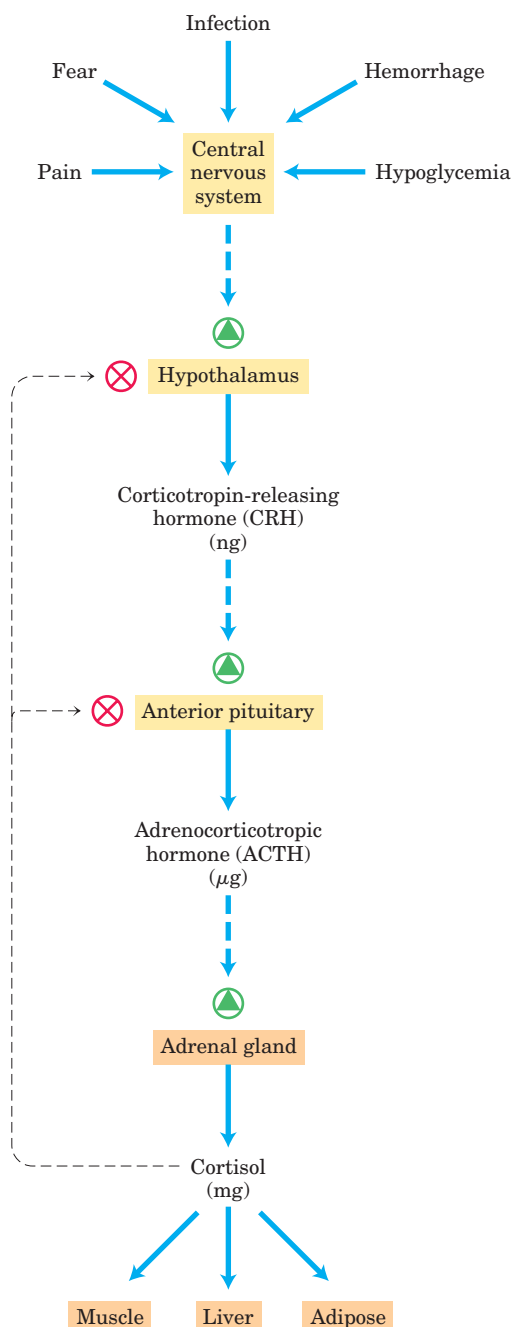 Infection
Fear
Hemorrhage
Central
nervous
system
Pain
Hypoglycemia
Hypothalamus
Corticotropin-releasing
hormone (CRH)
(ng)
Anterior pituitary
Adrenocorticotropic
hormone (ACTH)
(μg)
Adrenal gland
Cortisol
(mg)
Muscle
Liver
Adipose